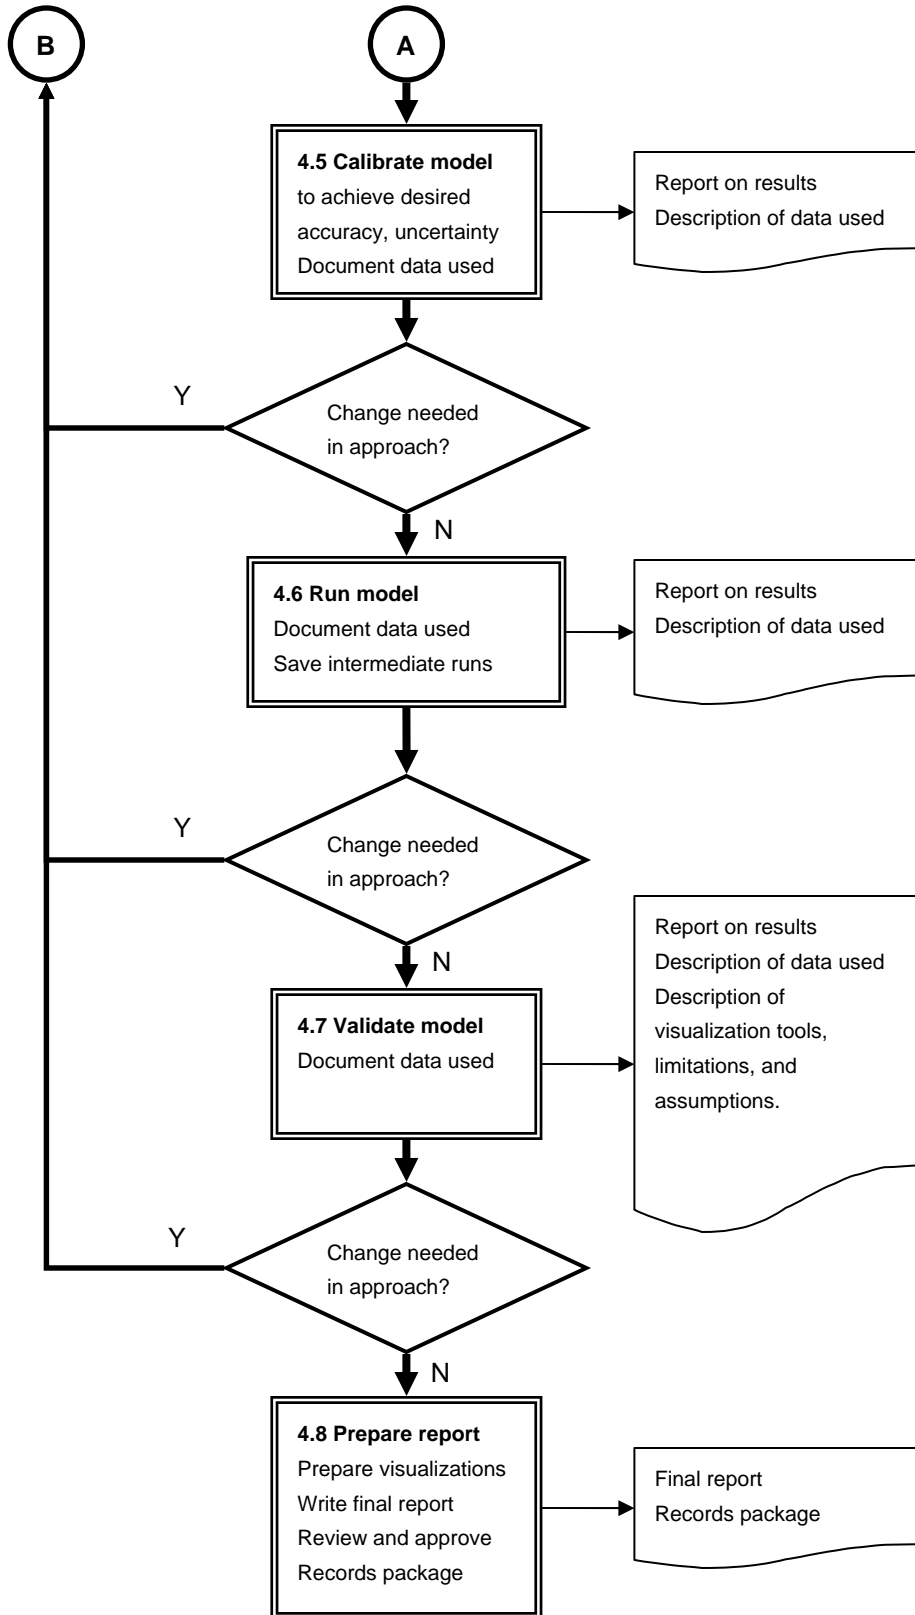 B
A
4.5 Calibrate model
to achieve desired
accuracy, uncertainty
Document data used
Report on results
Description of data used
Y
Change needed
in approach?
N
4.6 Run model
Document data used
Save intermediate runs
Report on results
Description of data used
Y
Change needed
in approach?
N
4.7 Validate model
Document data used
Report on results
Description of data used
Description of
visualization tools,
limitations, and
assumptions.
Y
Change needed
in approach?
N
4.8 Prepare report
Prepare visualizations
Write final report
Review and approve
Records package
Final report
Records package